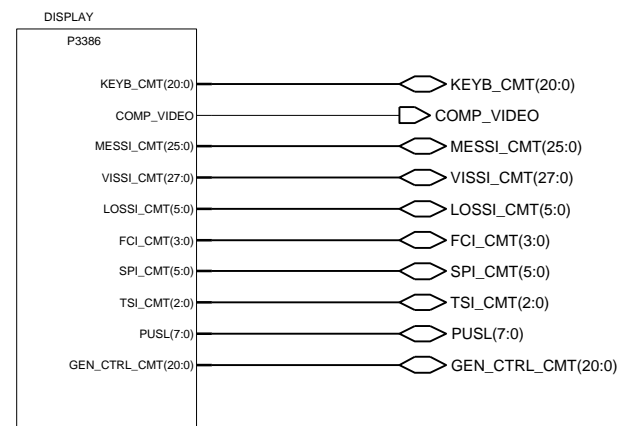 DISPLAY
P3386
KEYB_CMT(20:0) KEYB_CMT(20:0)
COMP_VIDEO COMP_VIDEO
MESSI_CMT(25:0) MESSI_CMT(25:0)
VISSI_CMT(27:0) VISSI_CMT(27:0)
LOSSI_CMT(5:0) LOSSI_CMT(5:0)
FCI_CMT(3:0) FCI_CMT(3:0)
SPI_CMT(5:0) SPI_CMT(5:0)
TSI_CMT(2:0) TSI_CMT(2:0)
PUSL(7:0) PUSL(7:0)
GEN_CTRL_CMT(20:0) GEN_CTRL_CMT(20:0)